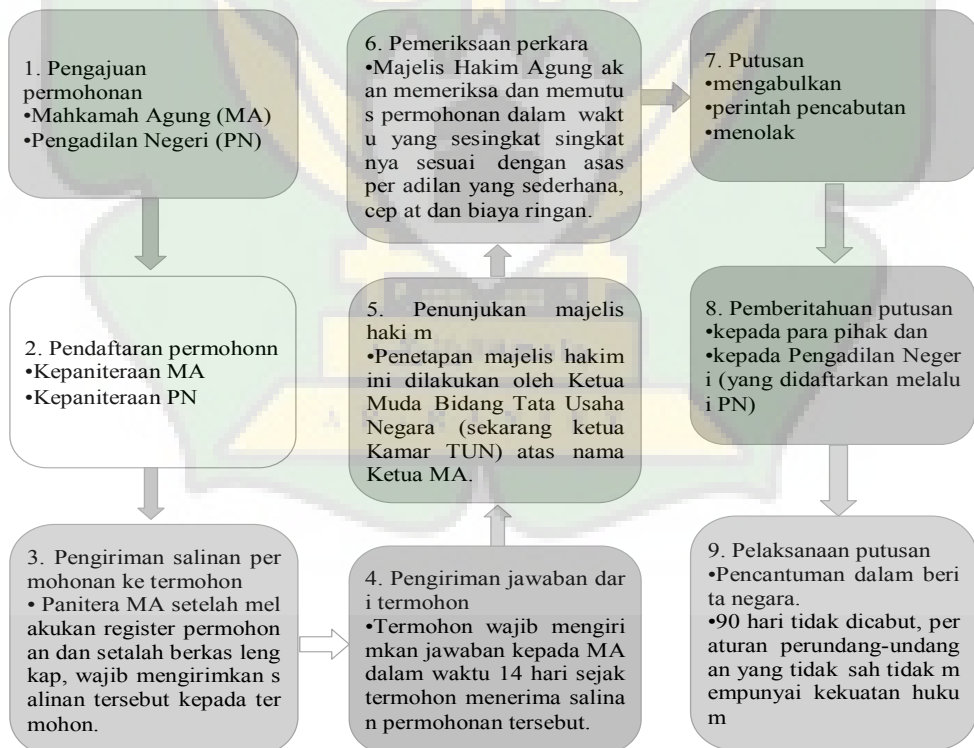 1. Pengajuan
permohonan
•Mahkamah Agung (MA)
•Pengadilan Negeri (PN)
2. Pendaftaran permohonn
•Kepaniteraan MA
•Kepaniteraan PN
3. Pengiriman salinan per
mohonan ke termohon
• Panitera MA setelah mel
akukan register permohon
an dan setalah berkas leng
kap, wajib mengirimkan s
alinan tersebut kepada ter
mohon.
4. Pengiriman jawaban dar
i termohon
•Termohon wajib mengiri
mkan jawaban kepada MA
dalam waktu 14 hari sejak
termohon menerima salina
n permohonan tersebut.
5. Penunjukan majelis
haki m
•Penetapan majelis hakim
ini dilakukan oleh Ketua
Muda Bidang Tata Usaha
Negara (sekarang ketua
Kamar TUN) atas nama
Ketua MA.
6. Pemeriksaan perkara
•Majelis Hakim Agung ak
an memeriksa dan memutu
s permohonan dalam wakt
u yang sesingkat singkat
nya sesuai dengan asas
per adilan yang sederhana,
cep at dan biaya ringan.
7. Putusan
•mengabulkan
•perintah pencabutan
•menolak
8. Pemberitahuan putusan
•kepada para pihak dan
•kepada Pengadilan Neger
i (yang didaftarkan melalu
i PN)
9. Pelaksanaan putusan
•Pencantuman dalam beri
ta negara.
•90 hari tidak dicabut, per
aturan perundang-undang
an yang tidak sah tidak m
empunyai kekuatan huku
m